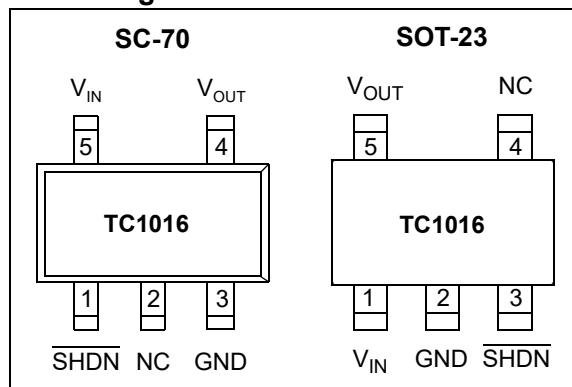 SC-70 SOT-23
V_IN V_OUT V_OUT NC
5 4 5 4
TC1016 TC1016
1 2 3 1 2 3
SHDN NC GND V_IN GND SHDN